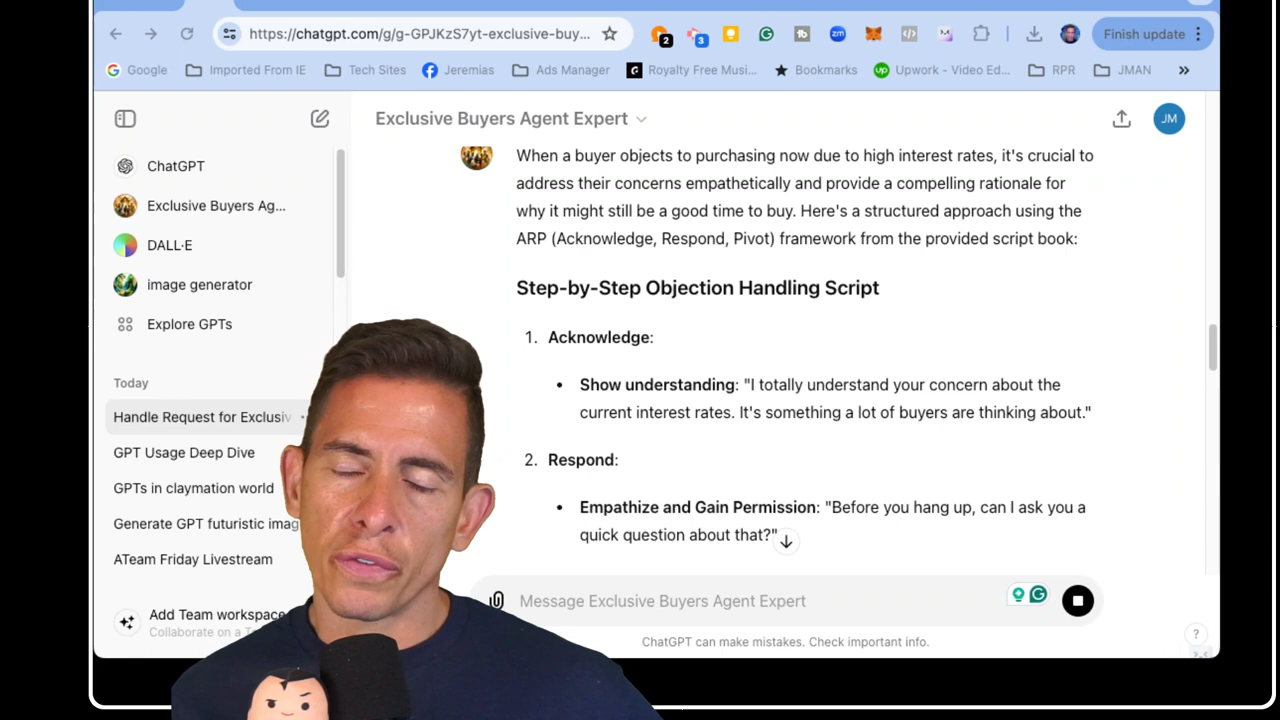 https://chatgpt.com/g/g-GPJKzS7yt-exclusive-buy...
2
3
zm
Finish update
Google
Imported From IE
Tech Sites
Jeremias
Ads Manager
Royalty Free Musi...
Bookmarks
up
Upwork - Video Ed...
RPR
JMAN
»
Exclusive Buyers Agent Expert
JM
ChatGPT
Exclusive Buyers Ag...
DALL·E
image generator
Explore GPTs
Today
Handle Request for Exclusiv
GPT Usage Deep Dive
GPTs in claymation world
Generate GPT futuristic imag
ATeam Friday Livestream
Add Team workspace
Collaborate on a T
When a buyer objects to purchasing now due to high interest rates, it's crucial to
address their concerns empathetically and provide a compelling rationale for
why it might still be a good time to buy. Here's a structured approach using the
ARP (Acknowledge, Respond, Pivot) framework from the provided script book:
Step-by-Step Objection Handling Script
1. Acknowledge:
• Show understanding: "I totally understand your concern about the
current interest rates. It's something a lot of buyers are thinking about."
2. Respond:
• Empathize and Gain Permission: "Before you hang up, can I ask you a
quick question about that?"
Message Exclusive Buyers Agent Expert
ChatGPT can make mistakes. Check important info.
?